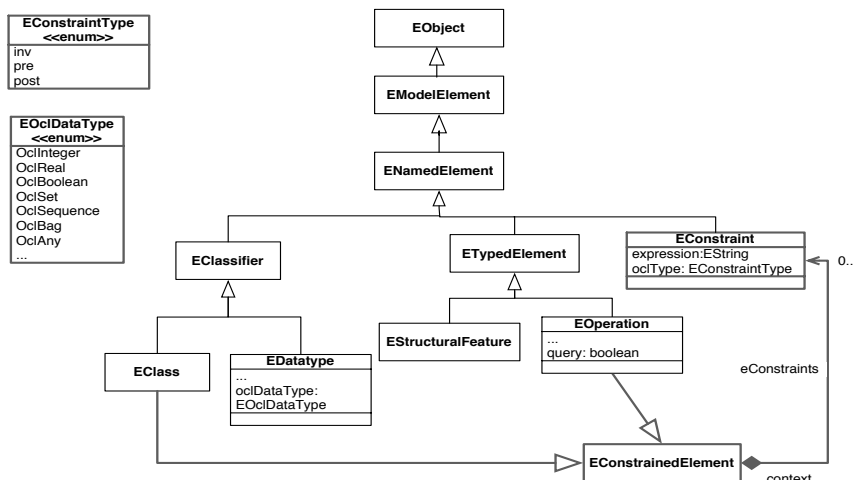 EConstraintType
<<enum>>
inv
pre
post
EOclDataType
<<enum>>
OclInteger
OclReal
OclBoolean
OclSet
OclSequence
OclBag
OclAny
...
EObject
EModelElement
ENamedElement
EClassifier
ETypedElement
EConstraint
expression:EString
oclType: EConstraintType
0..
EClass
EDatatype
...
oclDataType:
EOclDataType
EStructuralFeature
EOperation
...
query: boolean
eConstraints
EConstrainedElement
context